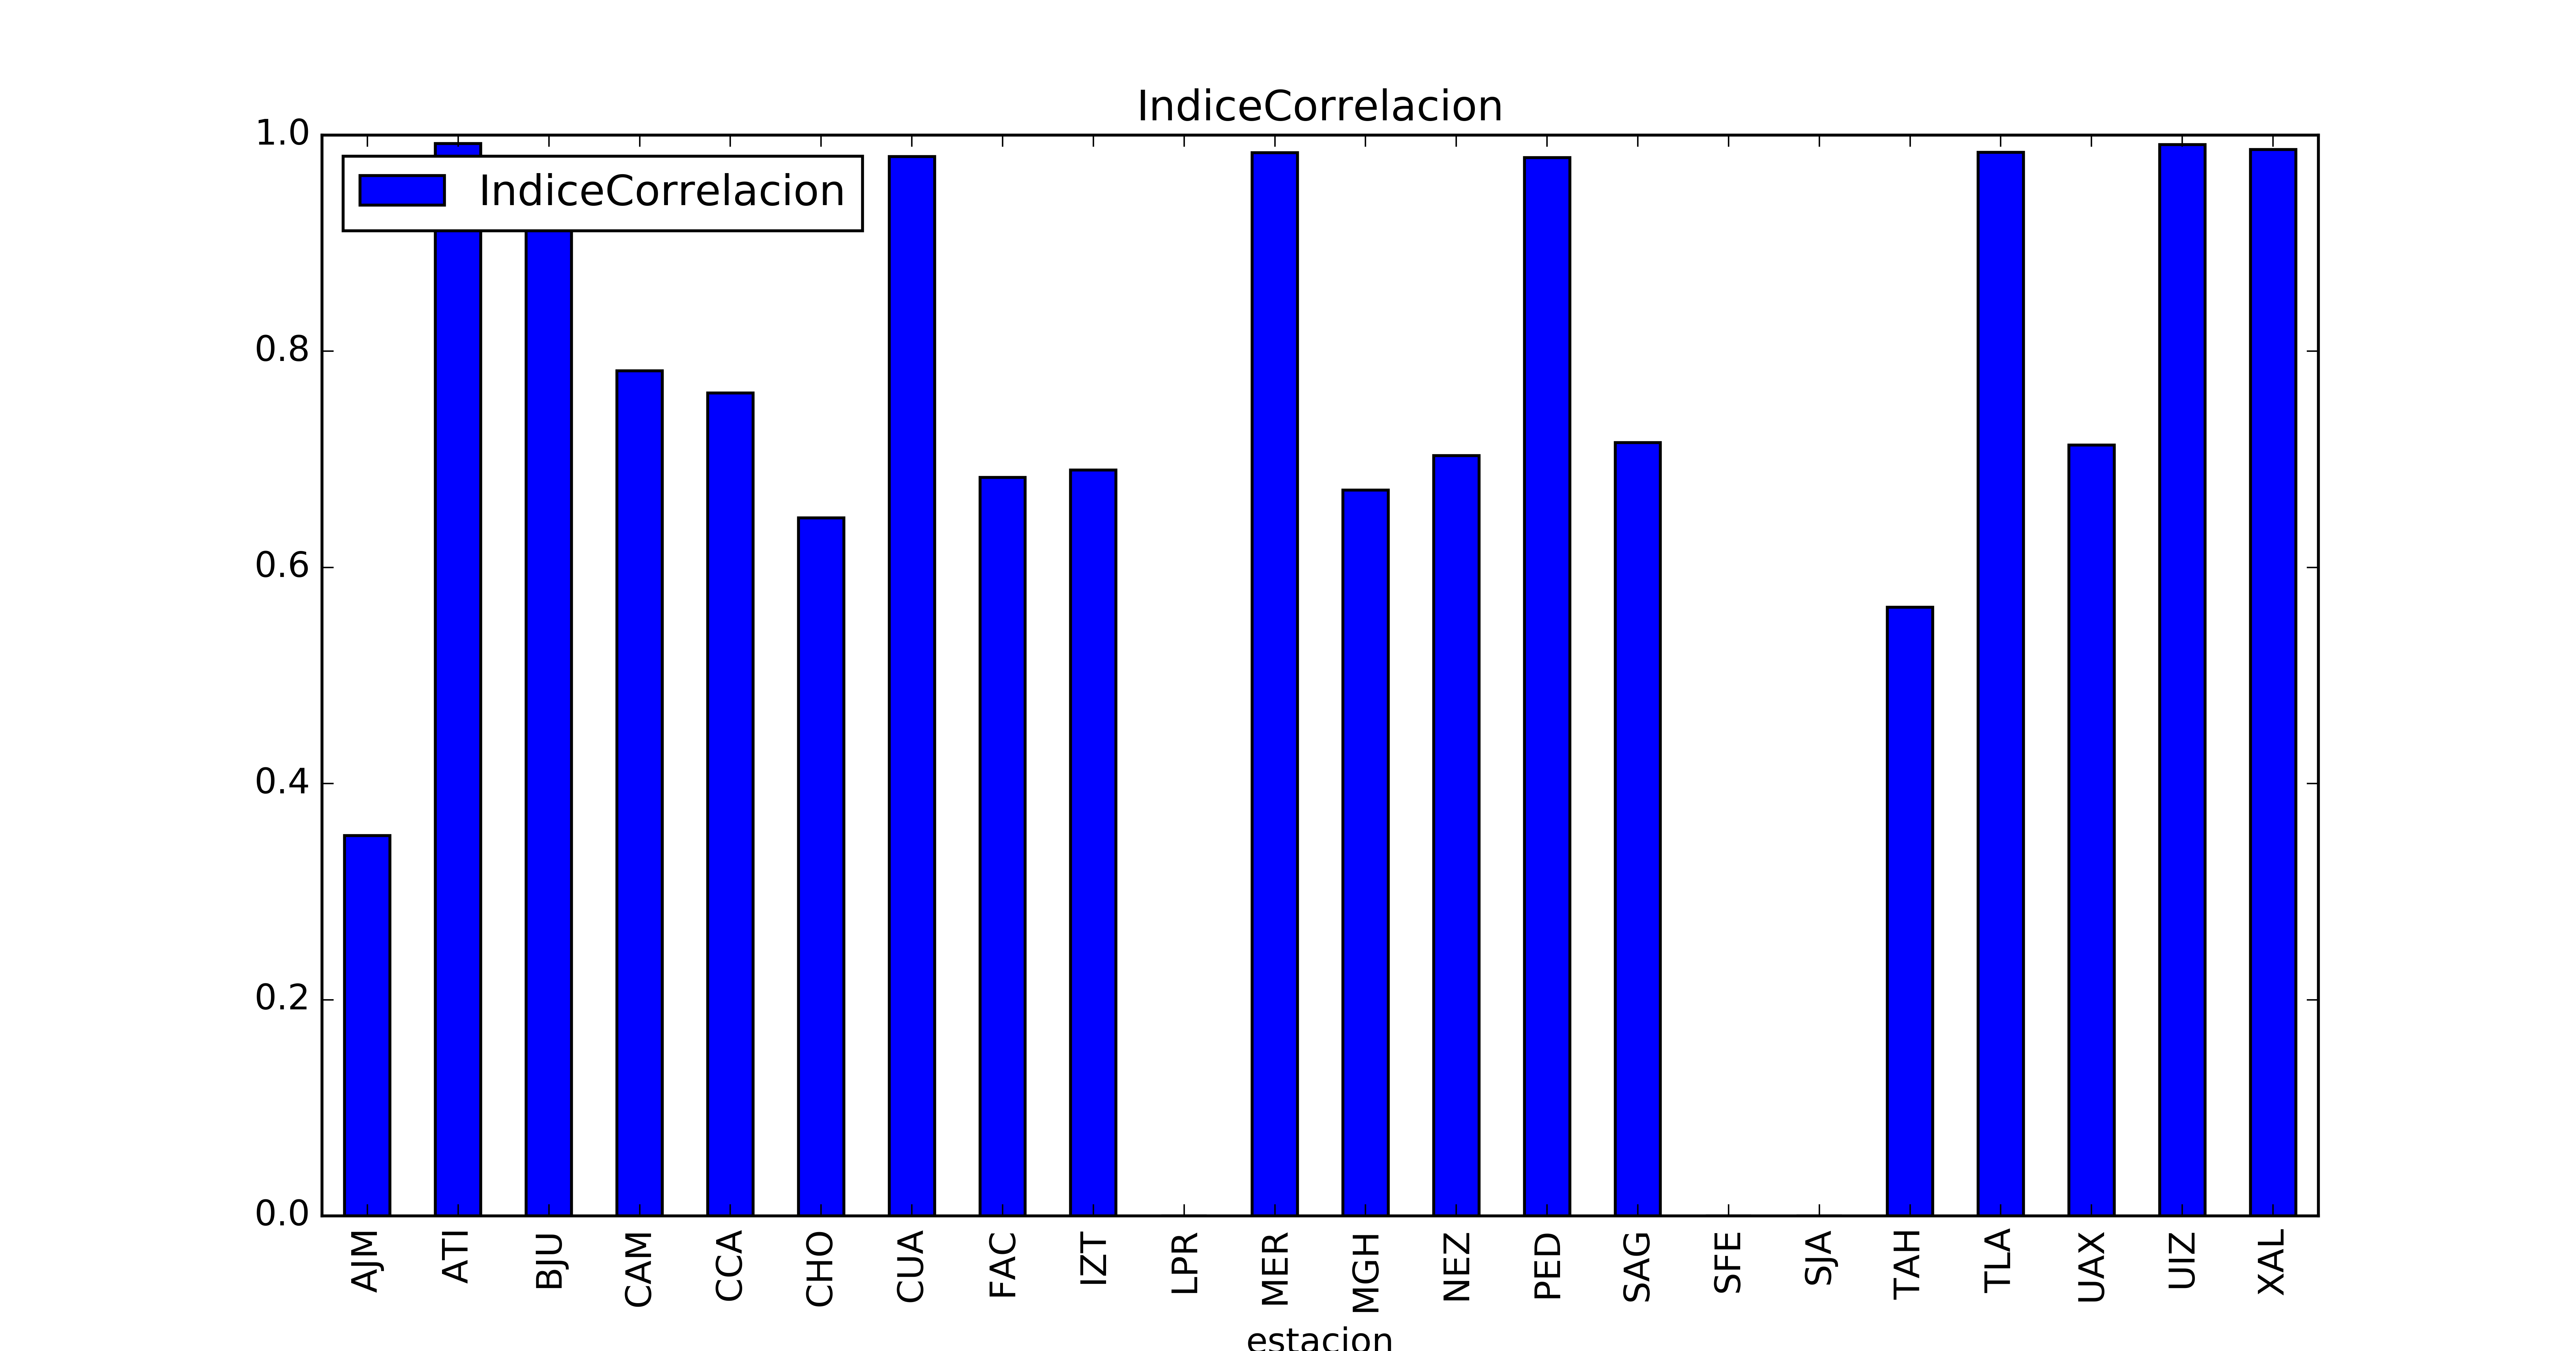 IndiceCorrelacion
IndiceCorrelacion
1.0
0.8
0.6
0.4
0.2
0.0
AJM
ATI
BJU
CAM
CCA
CHO
CUA
FAC
IZT
LPR
MER
MGH
NEZ
PED
SAG
SFE
SJA
TAH
TLA
UAX
UIZ
XAL
estacion